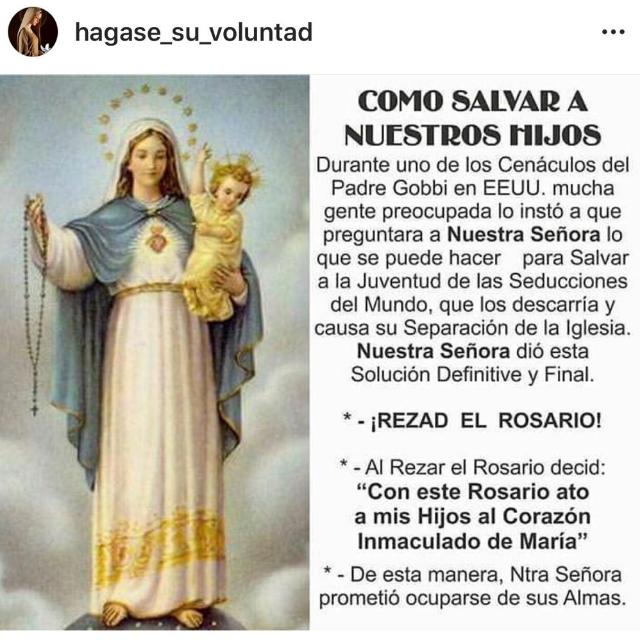 hagase_su_voluntad
COMO SALVAR A
NUESTROS HIJOS
Durante uno de los Cenáculos del
Padre Gobbi en EEUU. mucha
gente preocupada lo instó a que
preguntara a Nuestra Señora lo
que se puede hacer para Salvar
a la Juventud de las Seducciones
del Mundo, que los descarría y
causa su Separación de la Iglesia.
Nuestra Señora dió esta
Solución Definitive y Final.
* - ¡REZAD EL ROSARIO!
* - Al Rezar el Rosario decid:
“Con este Rosario ato
a mis Hijos al Corazón
Inmaculado de María”
* - De esta manera, Ntra Señora
prometió ocuparse de sus Almas.